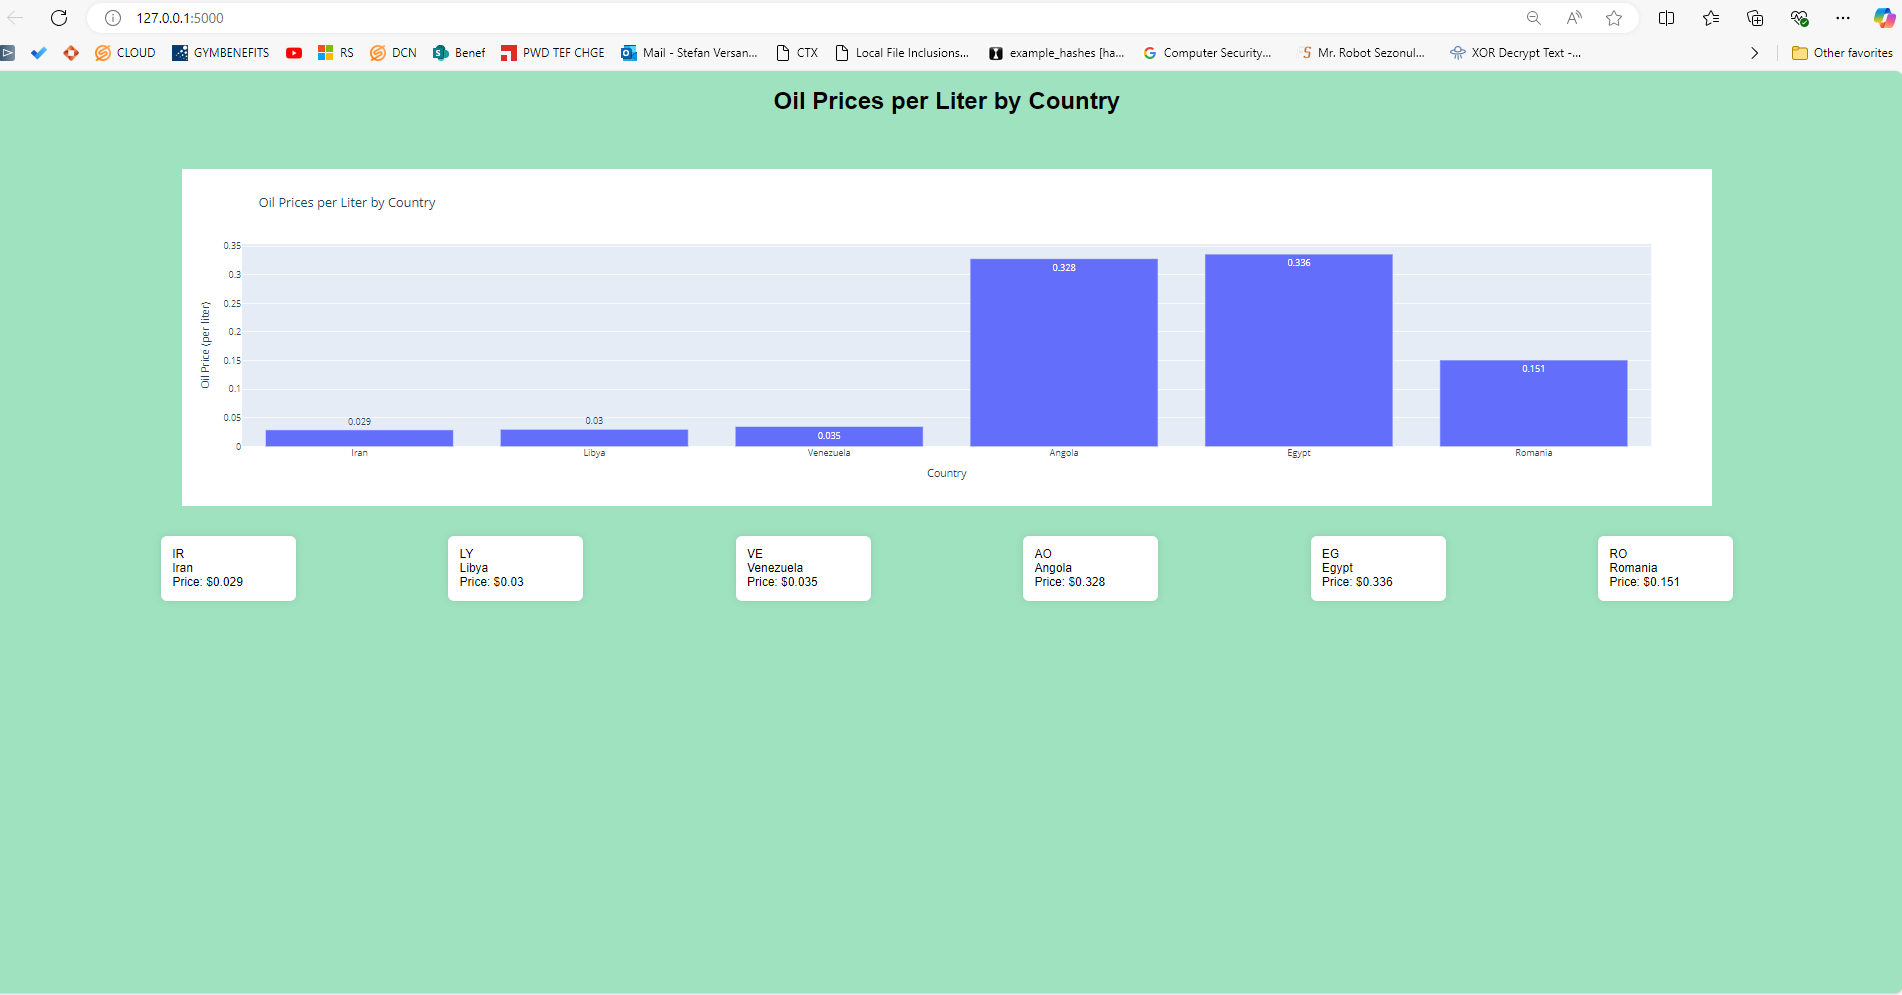 127.0.0.1:5000
CLOUD GYMBENEFITS RS DCN Benef PWD TEF CHGE Mail - Stefan Versan... CTX Local File Inclusions... example_hashes [ha... Computer Security... Mr. Robot Sezonul... XOR Decrypt Text -... Other favorites
Oil Prices per Liter by Country
Oil Prices per Liter by Country
Oil Price (per liter)
0.35
0.3
0.25
0.2
0.15
0.1
0.05
0
0.029
0.03
0.035
0.328
0.336
0.151
Iran Libya Venezuela Angola Egypt Romania
Country
IR
Iran
Price: $0.029
LY
Libya
Price: $0.03
VE
Venezuela
Price: $0.035
AO
Angola
Price: $0.328
EG
Egypt
Price: $0.336
RO
Romania
Price: $0.151